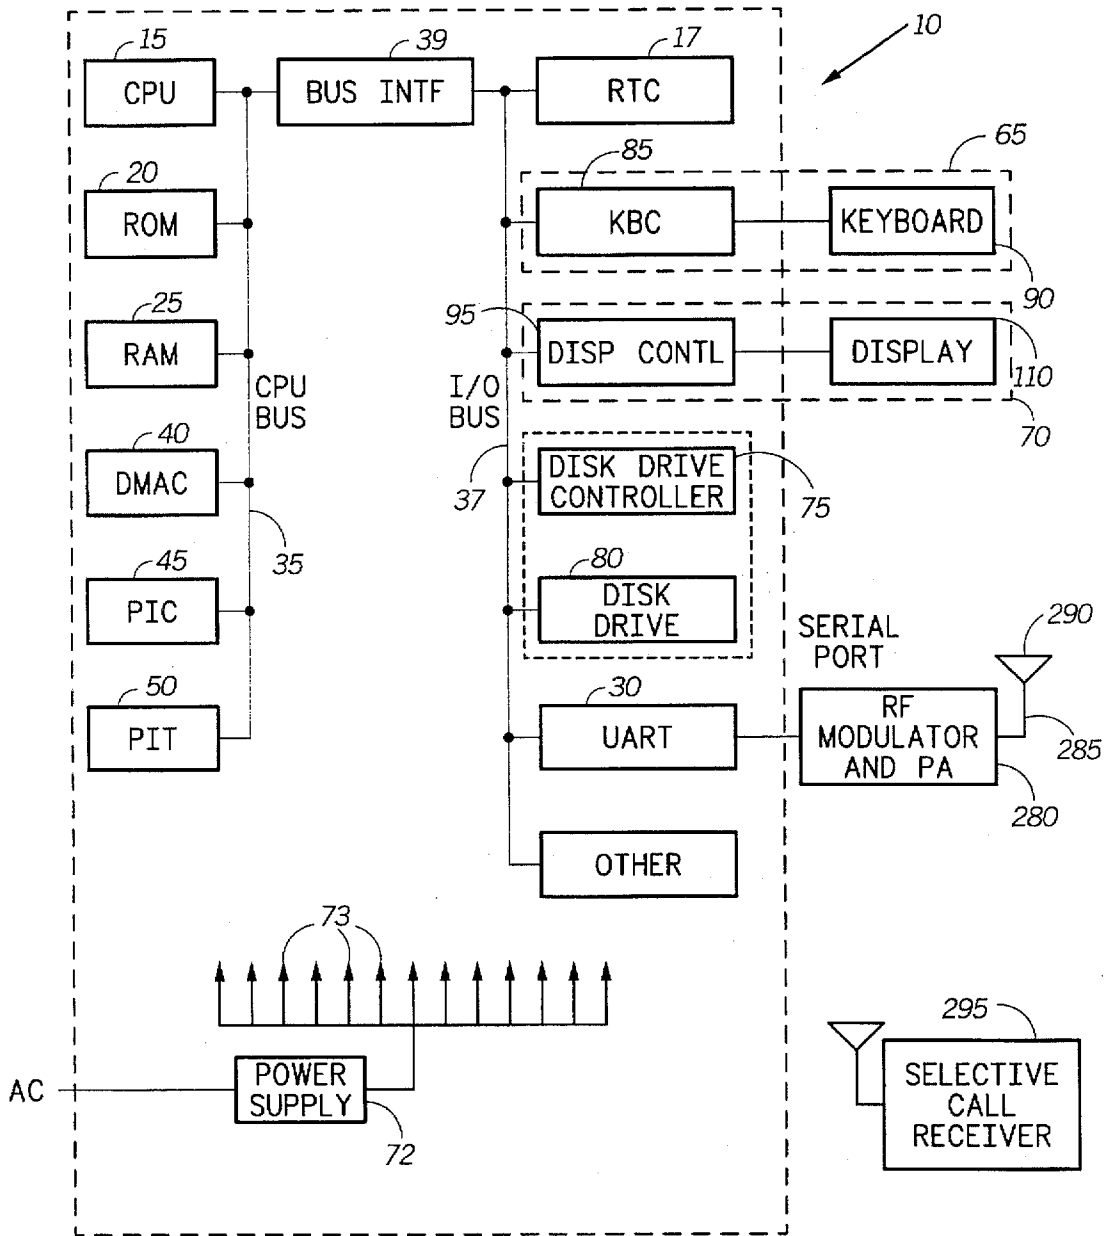 10
15
CPU
39
BUS INTF
17
RTC
20
ROM
85
KBC
65
KEYBOARD
90
25
RAM
95
DISP CONTL
DISPLAY
110
70
CPU
BUS
I/O
BUS
40
DMAC
35
37
DISK DRIVE
CONTROLLER
75
45
PIC
80
DISK
DRIVE
50
PIT
30
UART
SERIAL
PORT
RF
MODULATOR
AND PA
290
285
280
OTHER
73
AC
POWER
SUPPLY
72
295
SELECTIVE
CALL
RECEIVER